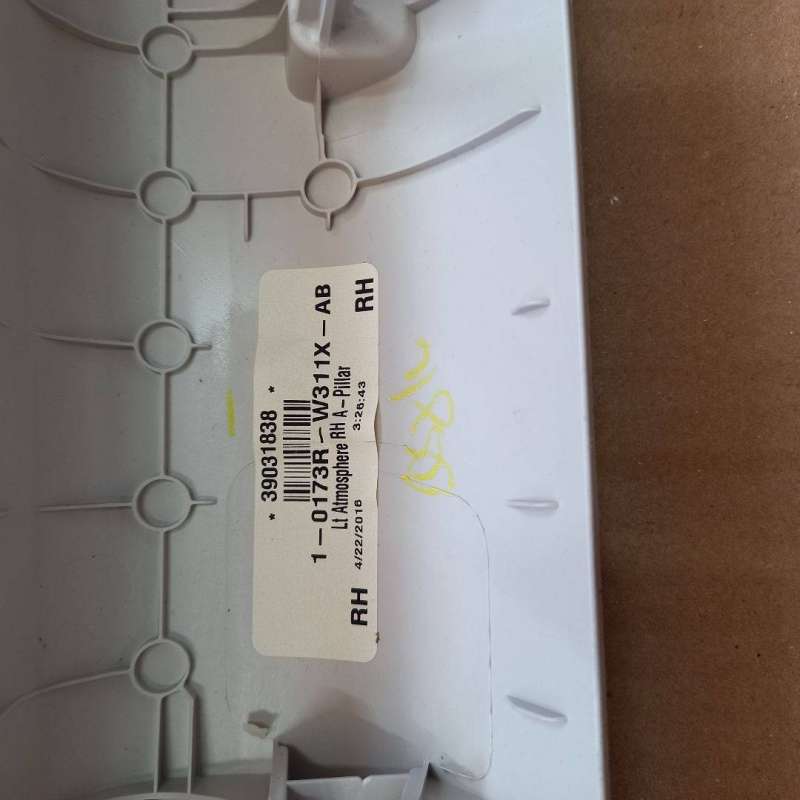 * 39031838 *
1-0173R-W311X-AB
Lt Atmosphere RH A-Pillar
RH 4/22/2016 3:26:43 RH